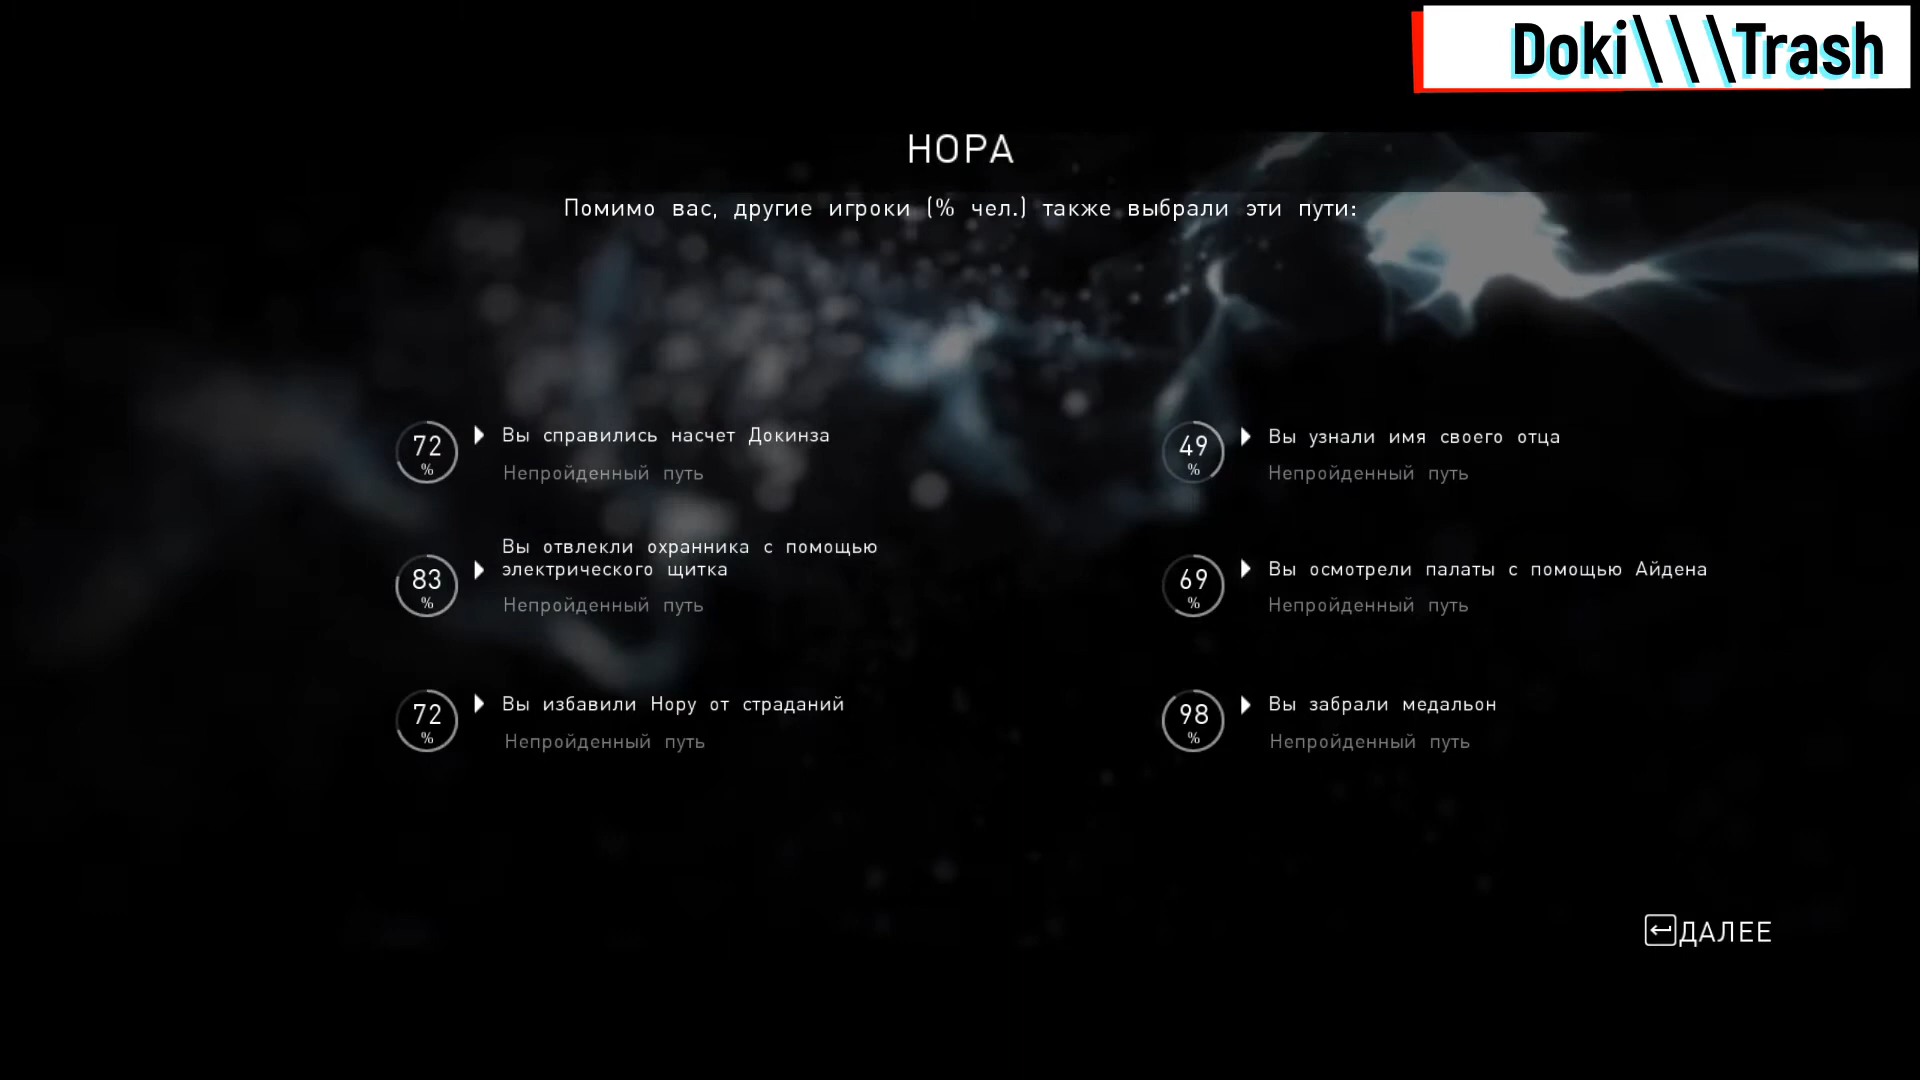 Doki\\\Trash
НОРА
Помимо вас, другие игроки (% чел.) также выбрали эти пути:
72 %
Вы справились насчет Докинза
Непройденный путь
49 %
Вы узнали имя своего отца
Непройденный путь
83 %
Вы отвлекли охранника с помощью
электрического щитка
Непройденный путь
69 %
Вы осмотрели палаты с помощью Айдена
Непройденный путь
72 %
Вы избавили Нору от страданий
Непройденный путь
98 %
Вы забрали медальон
Непройденный путь
ДАЛЕЕ